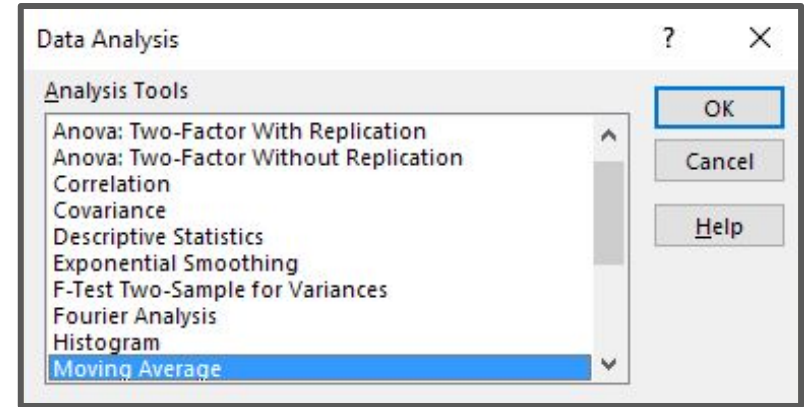 Data Analysis
? ×
Analysis Tools
Anova: Two-Factor With Replication
Anova: Two-Factor Without Replication
Correlation
Covariance
Descriptive Statistics
Exponential Smoothing
F-Test Two-Sample for Variances
Fourier Analysis
Histogram
Moving Average
OK
Cancel
Help